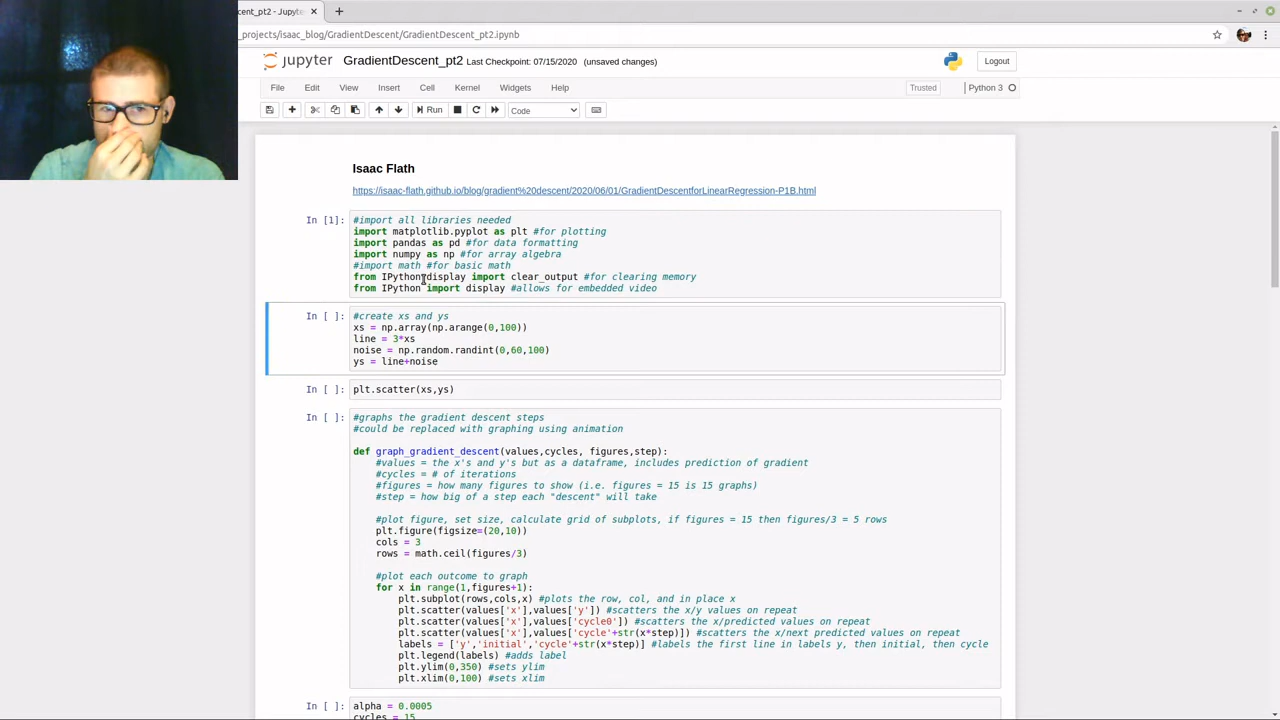 cent_pt2 - Jupyter
_projects/isaac_blog/GradientDescent/GradientDescent_pt2.ipynb
jupyter GradientDescent_pt2 Last Checkpoint: 07/15/2020 (unsaved changes)
Logout
File Edit View Insert Cell Kernel Widgets Help
Trusted Python 3
Run Code
Isaac Flath
https://isaac-flath.github.io/blog/gradient%20descent/2020/06/01/GradientDescentforLinearRegression-P1B.html
In [1]: #import all libraries needed
import matplotlib.pyplot as plt #for plotting
import pandas as pd #for data formatting
import numpy as np #for array algebra
#import math #for basic math
from IPython.display import clear_output #for clearing memory
from IPython import display #allows for embedded video
In [ ]: #create xs and ys
xs = np.array(np.arange(0,100))
line = 3*xs
noise = np.random.randint(0,60,100)
ys = line+noise
In [ ]: plt.scatter(xs,ys)
In [ ]: #graphs the gradient descent steps
#could be replaced with graphing using animation
def graph_gradient_descent(values,cycles, figures,step):
#values = the x's and y's but as a dataframe, includes prediction of gradient
#cycles = # of iterations
#figures = how many figures to show (i.e. figures = 15 is 15 graphs)
#step = how big of a step each "descent" will take
#plot figure, set size, calculate grid of subplots, if figures = 15 then figures/3 = 5 rows
plt.figure(figsize=(20,10))
cols = 3
rows = math.ceil(figures/3)
#plot each outcome to graph
for x in range(1,figures+1):
plt.subplot(rows,cols,x) #plots the row, col, and in place x
plt.scatter(values['x'],values['y']) #scatters the x/y values on repeat
plt.scatter(values['x'],values['cycle0']) #scatters the x/predicted values on repeat
plt.scatter(values['x'],values['cycle'+str(x*step)]) #scatters the x/next predicted values on repeat
labels = ['y','initial','cycle'+str(x*step)] #labels the first line in labels y, then initial, then cycle
plt.legend(labels) #adds label
plt.ylim(0,350) #sets ylim
plt.xlim(0,100) #sets xlim
In [ ]: alpha = 0.0005
cycles = 15